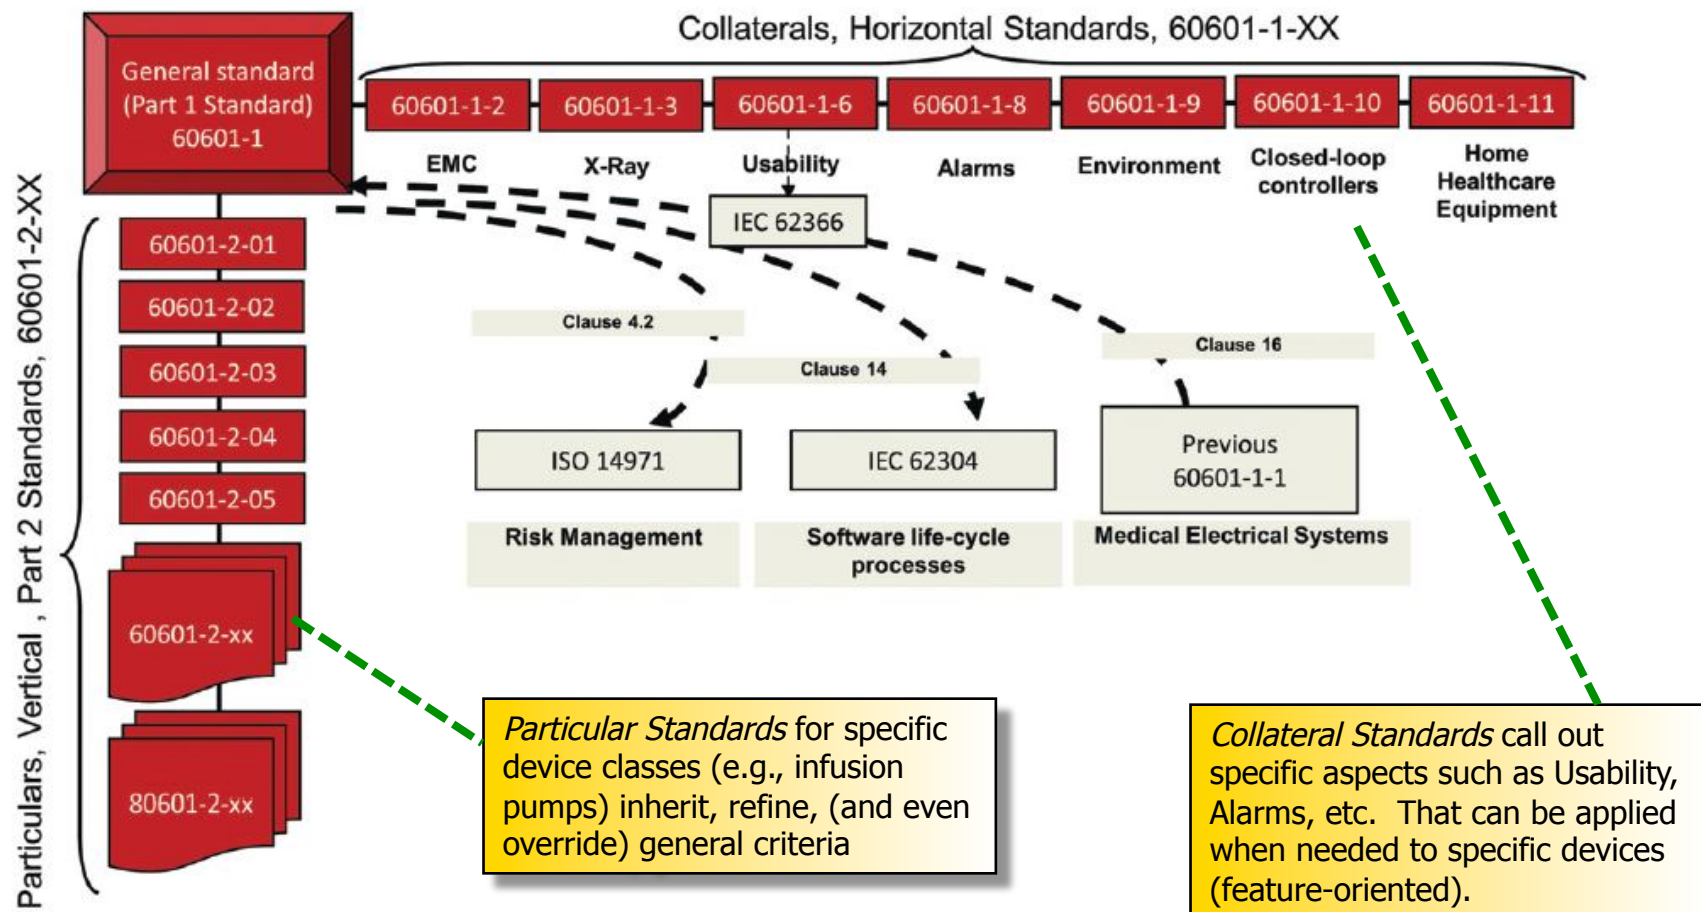 Collaterals, Horizontal Standards, 60601-1-XX
General standard
(Part 1 Standard)
60601-1
60601-1-2
60601-1-3
60601-1-6
60601-1-8
60601-1-9
60601-1-10
60601-1-11
EMC
X-Ray
Usability
Alarms
Environment
Closed-loop
controllers
Home
Healthcare
Equipment
IEC 62366
Particulars, Vertical , Part 2 Standards, 60601-2-XX
60601-2-01
60601-2-02
60601-2-03
60601-2-04
60601-2-05
60601-2-xx
80601-2-xx
Clause 4.2
Clause 14
Clause 16
ISO 14971
IEC 62304
Previous
60601-1-1
Risk Management
Software life-cycle
processes
Medical Electrical Systems
Particular Standards for specific
device classes (e.g., infusion
pumps) inherit, refine, (and even
override) general criteria
Collateral Standards call out
specific aspects such as Usability,
Alarms, etc.  That can be applied
when needed to specific devices
(feature-oriented).